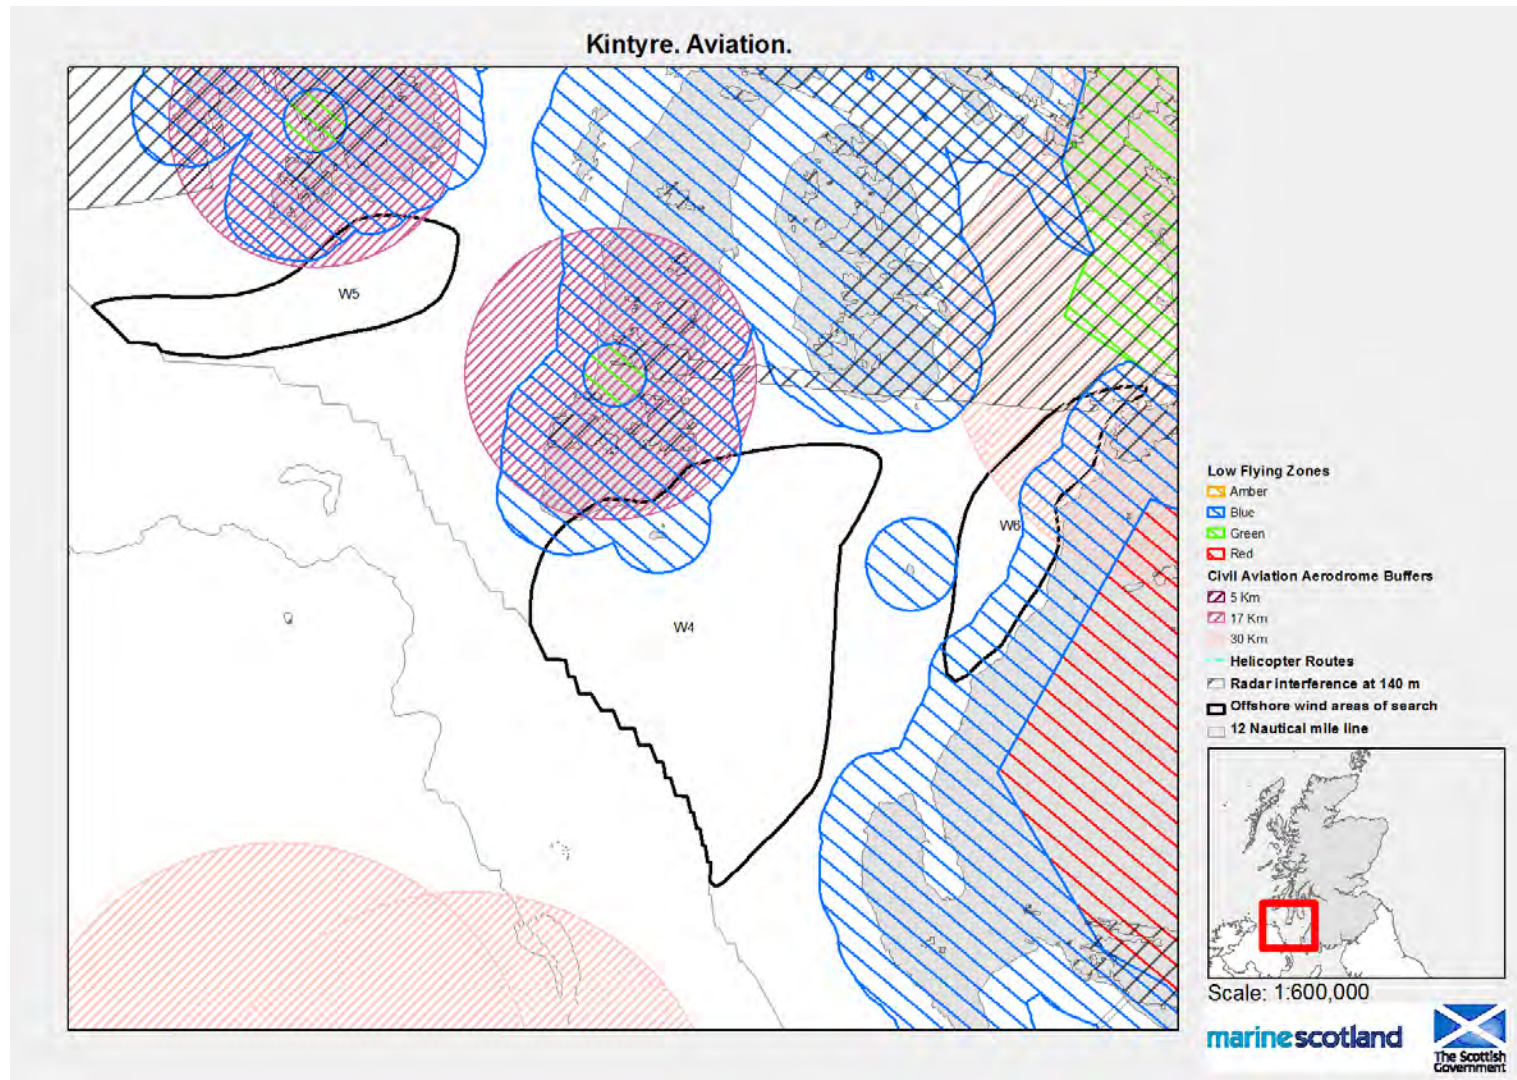 Kintyre. Aviation.
W5
W4
W6
Low Flying Zones
Amber
Blue
Green
Red
Civil Aviation Aerodrome Buffers
5 Km
17 Km
30 Km
Helicopter Routes
Radar interference at 140 m
Offshore wind areas of search
12 Nautical mile line
Scale: 1:600,000
marinescotland
The Scottish
Government